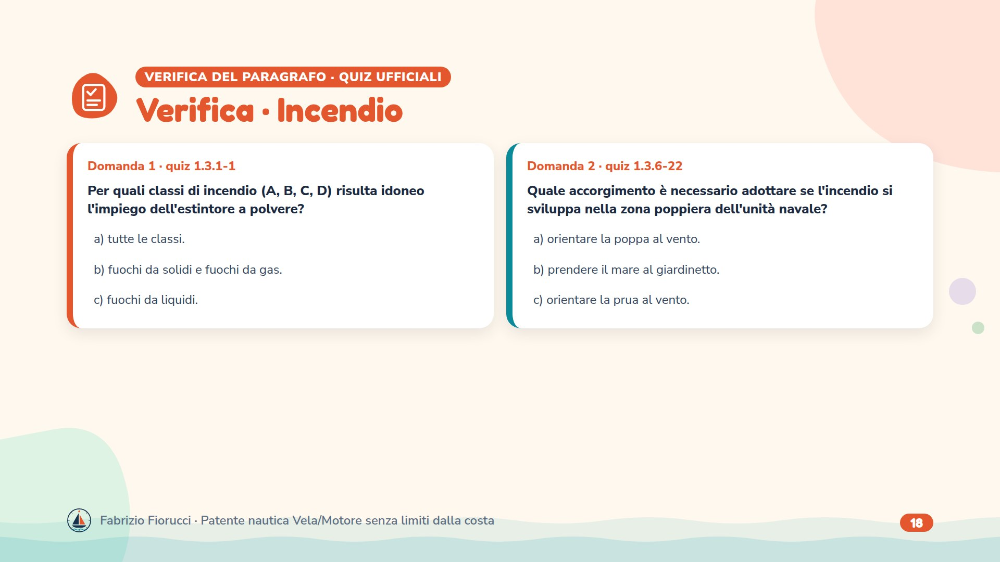 VERIFICA DEL PARAGRAFO · QUIZ UFFICIALI
Verifica · Incendio
Domanda 1 · quiz 1.3.1-1
Per quali classi di incendio (A, B, C, D) risulta idoneo
l'impiego dell'estintore a polvere?
a) tutte le classi.
b) fuochi da solidi e fuochi da gas.
c) fuochi da liquidi.
Domanda 2 · quiz 1.3.6-22
Quale accorgimento è necessario adottare se l'incendio si
sviluppa nella zona poppiera dell'unità navale?
a) orientare la poppa al vento.
b) prendere il mare al giardinetto.
c) orientare la prua al vento.
Fabrizio Fiorucci · Patente nautica Vela/Motore senza limiti dalla costa
18